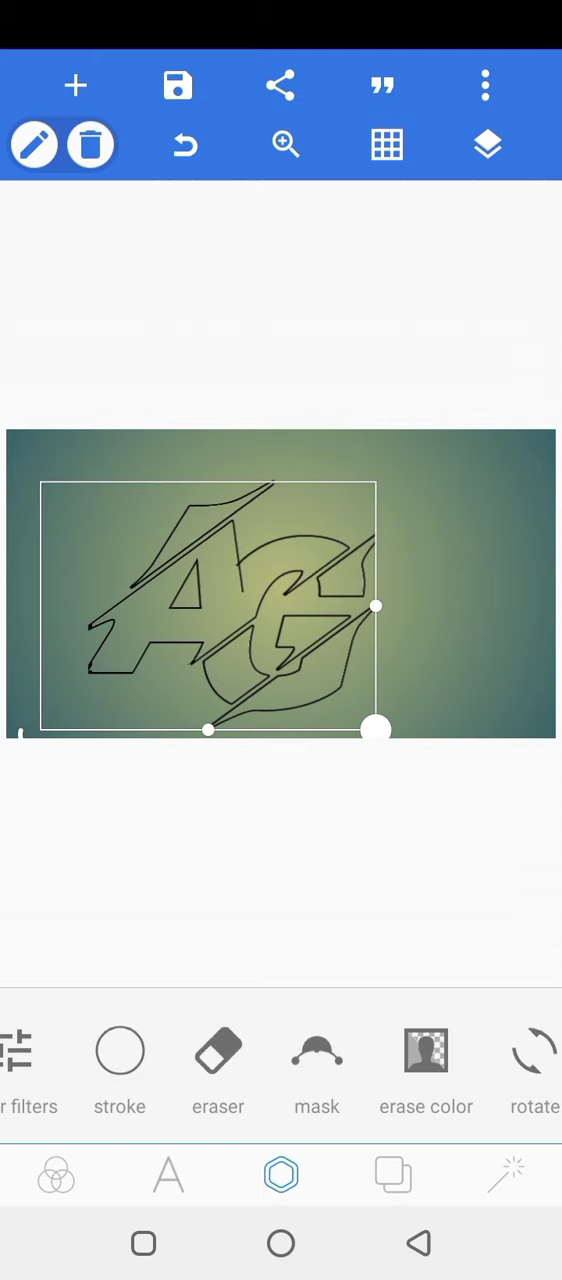 AG
r filters
stroke
eraser
mask
erase color
rotate